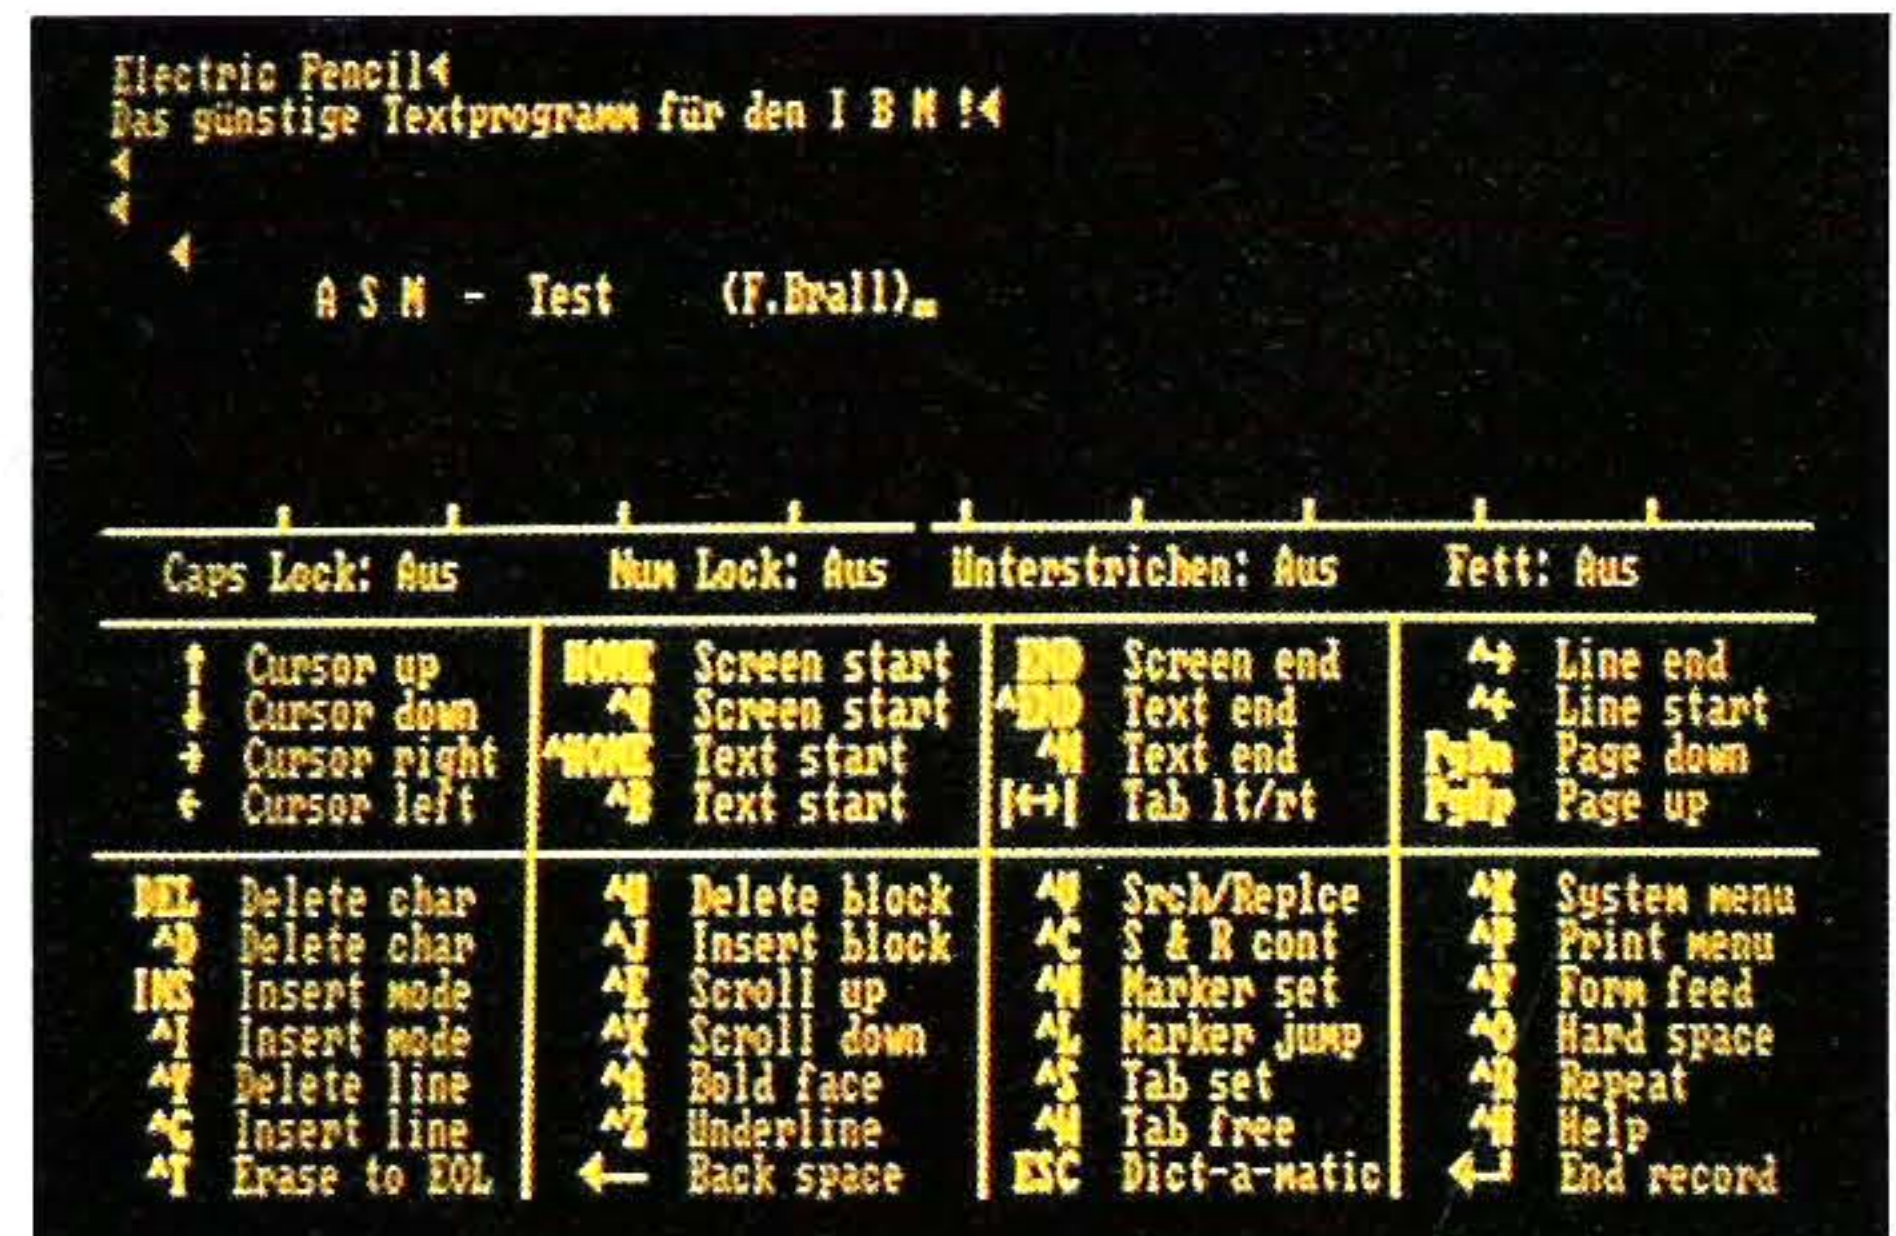 Electric Pencil
Das günstige Textprogramm für den I B M !
A S M - Test (F.Brall)
Caps Lock: Aus Num Lock: Aus Unterstrichen: Aus Fett: Aus
↑ Cursor up HOME Screen start END Screen end ^→ Line end
↓ Cursor down Screen start ^END Text end ^← Line start
→ Cursor right ^HOME Text start Text end PgDn Page down
← Cursor left Text start |↔| Tab lt/rt PgUp Page up
DEL Delete char Delete block Srch/Replce ^K System menu
^D Delete char ^J Insert block ^C S & R cont ^P Print menu
INS Insert mode ^E Scroll up Marker set ^F Form feed
^I Insert mode ^X Scroll down ^L Marker jump ^O Hard space
^Y Delete line ^A Bold face ^S Tab set ^R Repeat
^G Insert line ^Z Underline Tab free Help
^T Erase to EOL ← Back space ESC Dict-a-matic ↵ End record